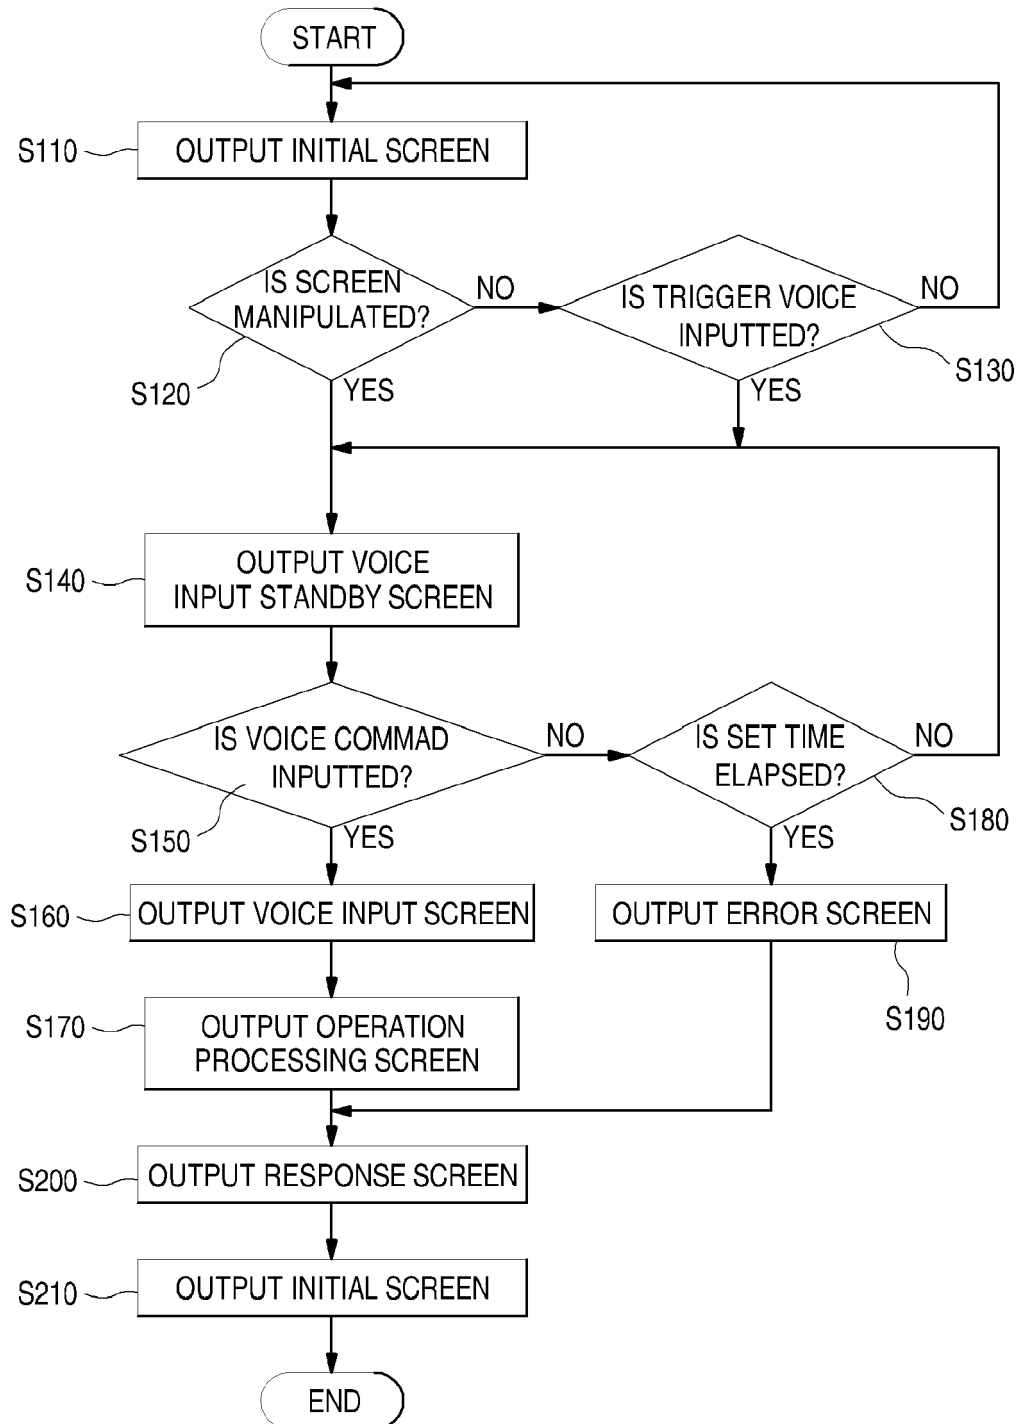 START
S110
OUTPUT INITIAL SCREEN
IS SCREEN
MANIPULATED?
NO
IS TRIGGER VOICE
INPUTTED?
NO
S120
YES
YES
S130
S140
OUTPUT VOICE
INPUT STANDBY SCREEN
IS VOICE COMMAD
INPUTTED?
NO
IS SET TIME
ELAPSED?
NO
S150
YES
YES
S180
S160
OUTPUT VOICE INPUT SCREEN
OUTPUT ERROR SCREEN
S190
S170
OUTPUT OPERATION
PROCESSING SCREEN
S200
OUTPUT RESPONSE SCREEN
S210
OUTPUT INITIAL SCREEN
END